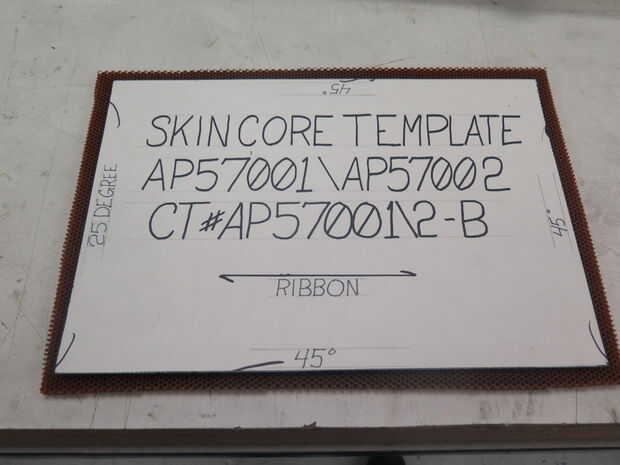 45°
SKIN CORE TEMPLATE
AP57001\AP57002
CT#AP57001\2-B
25 DEGREE
45°
RIBBON
45°